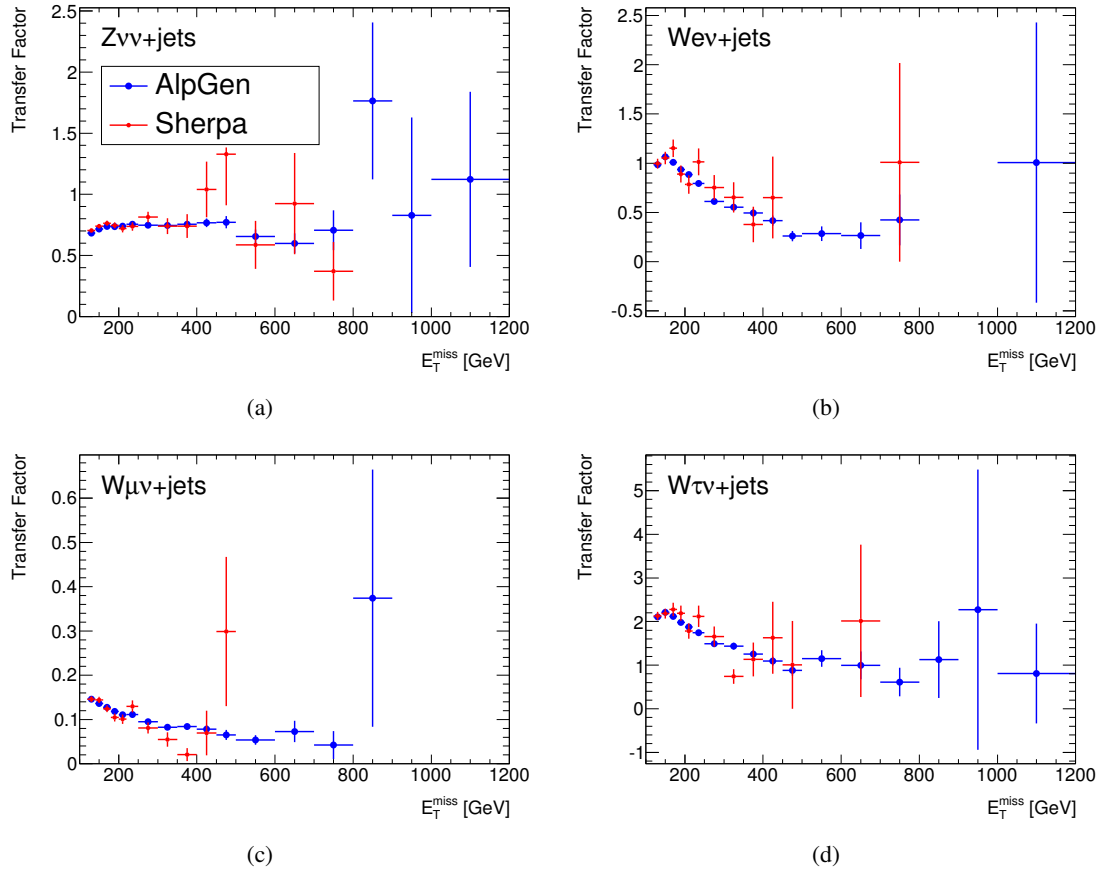 Transfer Factor
2.5
2
1.5
1
0.5
0
Zνν+jets
AlpGen
Sherpa
200 400 600 800 1000 1200
E_T^miss [GeV]
(a)
Transfer Factor
2.5
2
1.5
1
0.5
0
-0.5
Weν+jets
200 400 600 800 1000 1200
E_T^miss [GeV]
(b)
Transfer Factor
0.6
0.5
0.4
0.3
0.2
0.1
0
Wμν+jets
200 400 600 800 1000 1200
E_T^miss [GeV]
(c)
Transfer Factor
5
4
3
2
1
0
-1
Wτν+jets
200 400 600 800 1000 1200
E_T^miss [GeV]
(d)